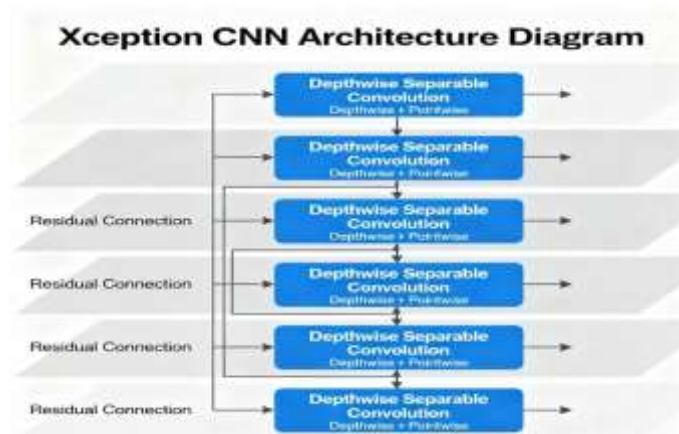 Xception CNN Architecture Diagram
Depthwise Separable
Convolution
Depthwise + Pointwise
Depthwise Separable
Convolution
Depthwise + Pointwise
Residual Connection
Depthwise Separable
Convolution
Depthwise + Pointwise
Residual Connection
Depthwise Separable
Convolution
Depthwise + Pointwise
Residual Connection
Depthwise Separable
Convolution
Depthwise + Pointwise
Residual Connection
Depthwise Separable
Convolution
Depthwise + Pointwise